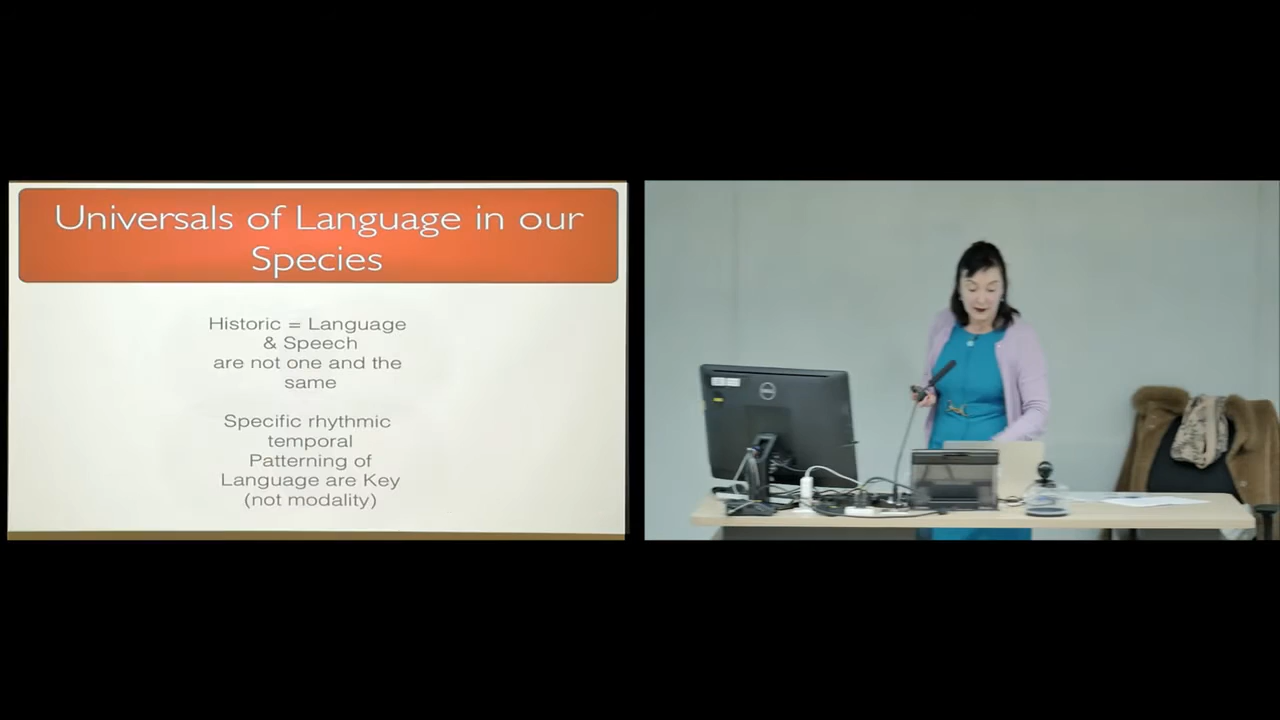 Universals of Language in our
Species
Historic = Language
& Speech
are not one and the
same
Specific rhythmic
temporal
Patterning of
Language are Key
(not modality)
DELL